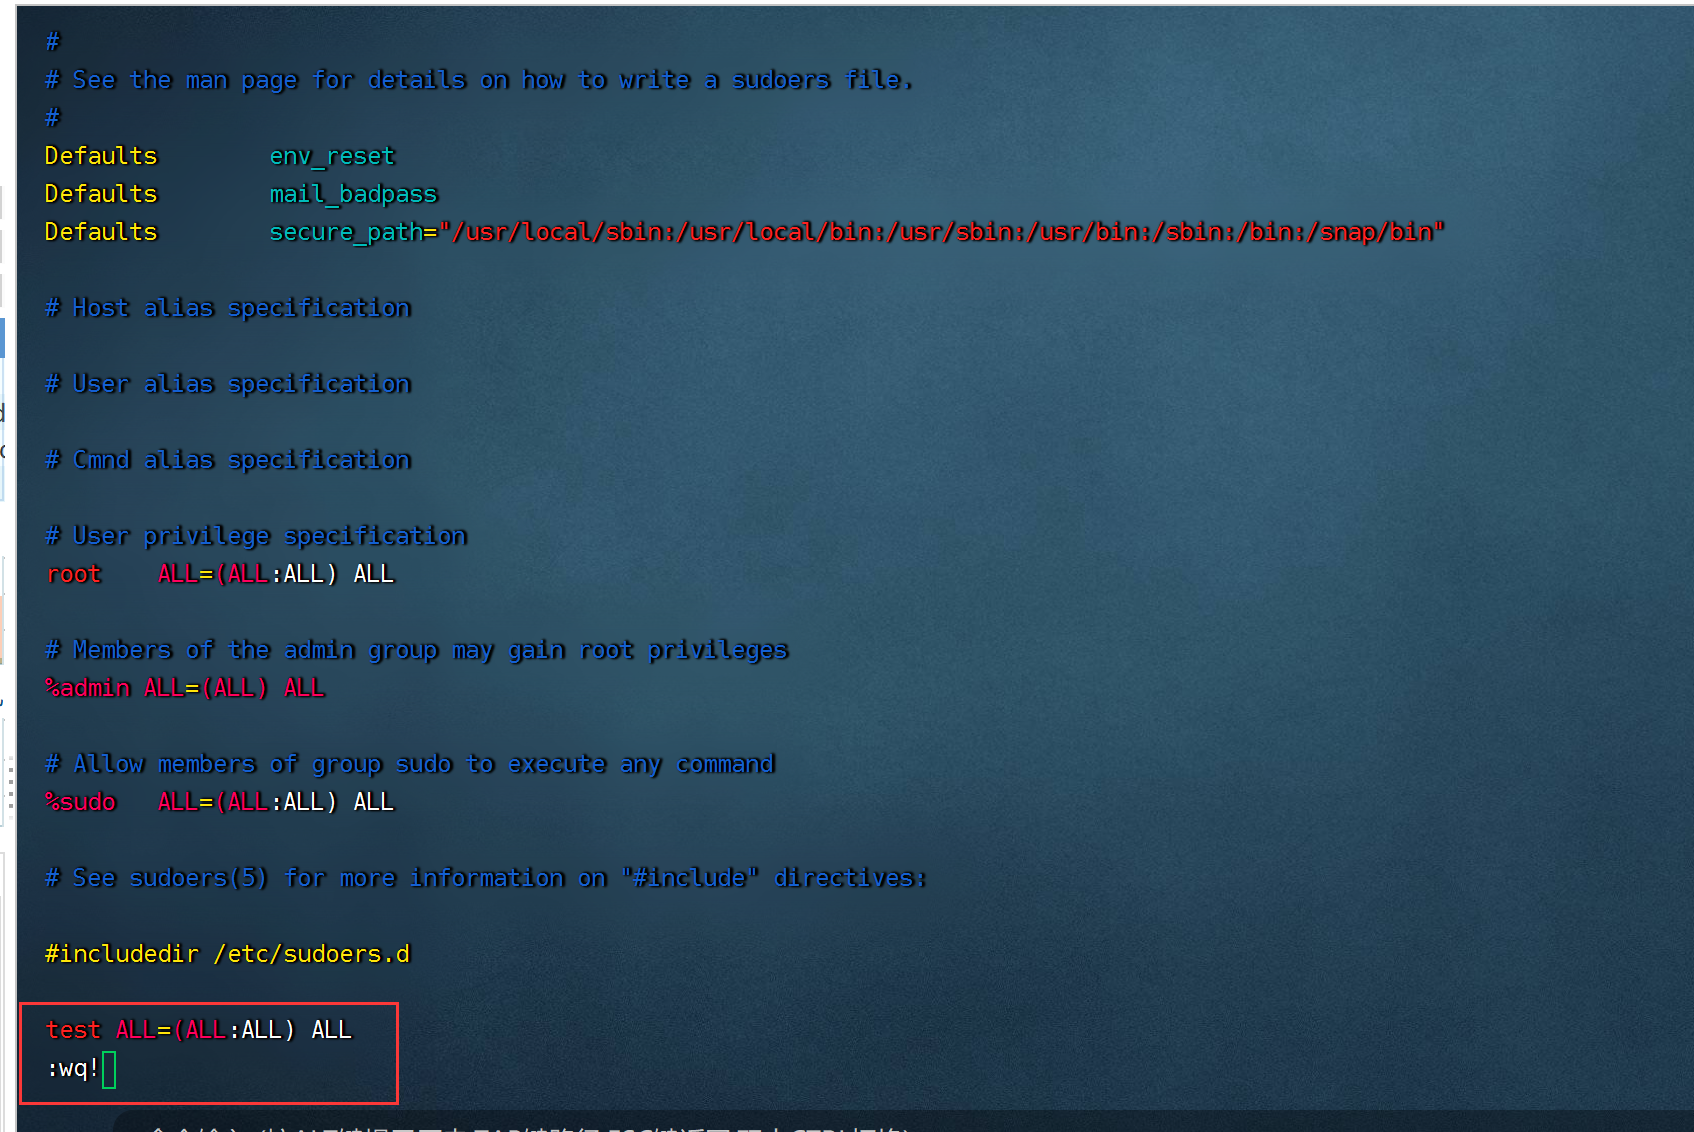 #
# See the man page for details on how to write a sudoers file.
#
Defaults        env_reset
Defaults        mail_badpass
Defaults        secure_path="/usr/local/sbin:/usr/local/bin:/usr/sbin:/usr/bin:/sbin:/bin:/snap/bin"
# Host alias specification
# User alias specification
# Cmnd alias specification
# User privilege specification
root    ALL=(ALL:ALL) ALL
# Members of the admin group may gain root privileges
%admin ALL=(ALL) ALL
# Allow members of group sudo to execute any command
%sudo   ALL=(ALL:ALL) ALL
# See sudoers(5) for more information on "#include" directives:
#includedir /etc/sudoers.d
test ALL=(ALL:ALL) ALL
:wq!